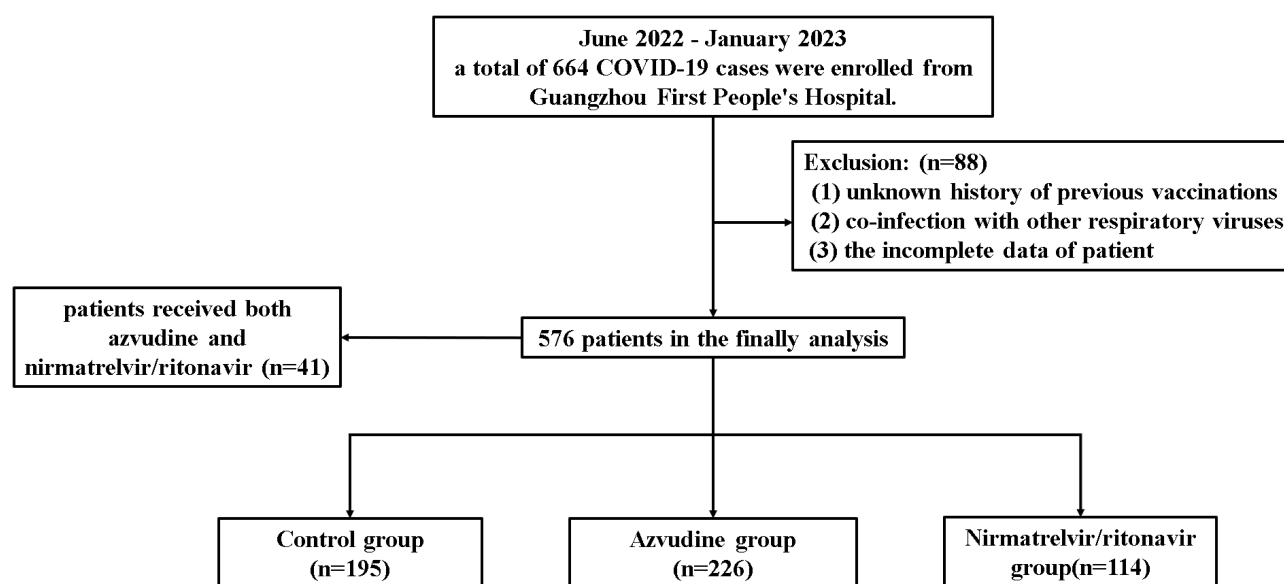 June 2022 - January 2023
a total of 664 COVID-19 cases were enrolled from
Guangzhou First People's Hospital.
Exclusion: (n=88)
(1) unknown history of previous vaccinations
(2) co-infection with other respiratory viruses
(3) the incomplete data of patient
patients received both
azvudine and
nirmatrelvir/ritonavir (n=41)
576 patients in the finally analysis
Control group
(n=195)
Azvudine group
(n=226)
Nirmatrelvir/ritonavir
group(n=114)